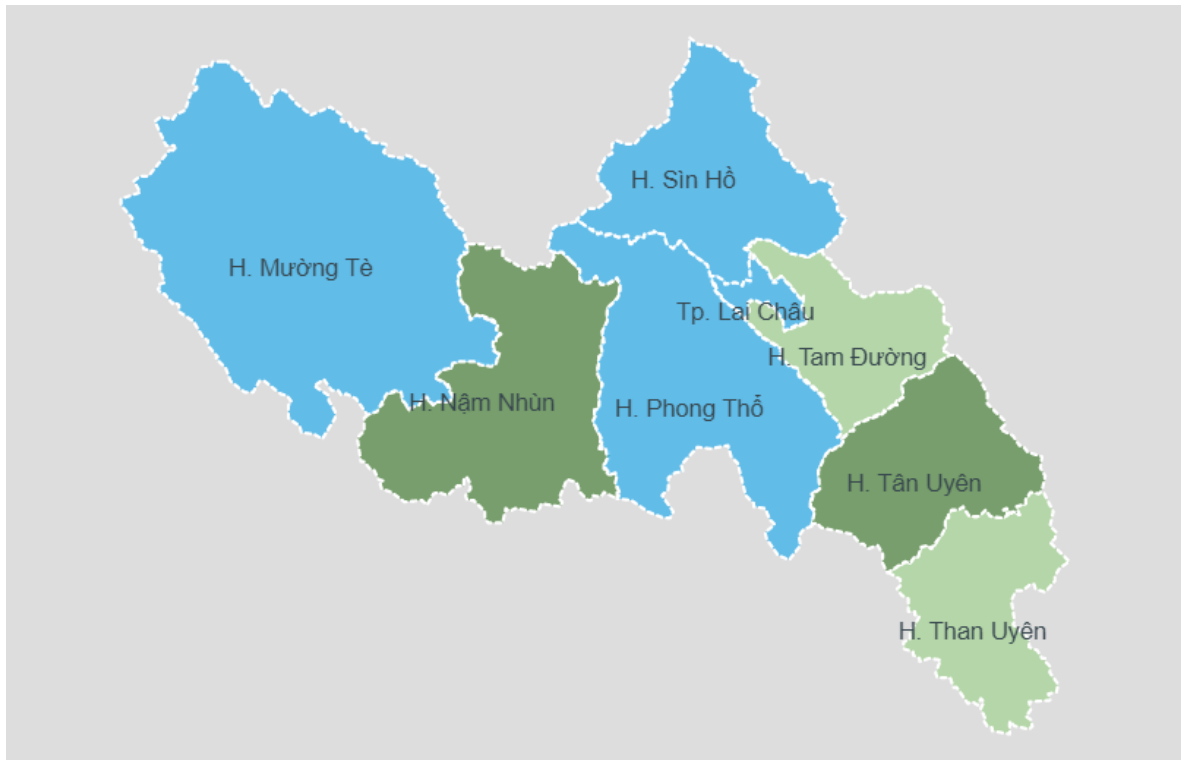 H. Sìn Hồ
H. Mường Tè
Tp. Lai Châu
H. Tam Đường
H. Nậm Nhùn
H. Phong Thổ
H. Tân Uyên
H. Than Uyên